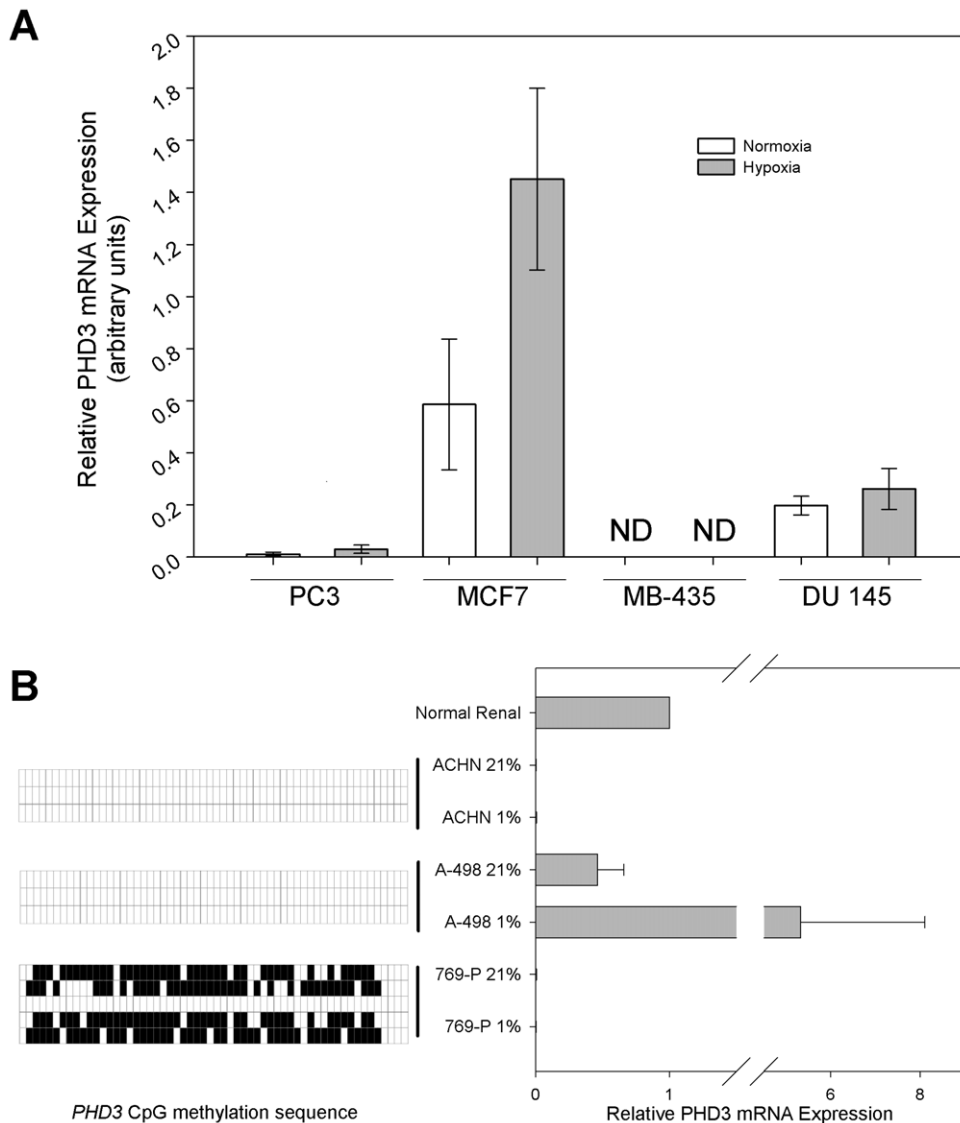 A
2.0
1.8
1.6
1.4
1.2
1.0
0.8
0.6
0.4
0.2
0.0
Relative PHD3 mRNA Expression
(arbitrary units)
Normoxia
Hypoxia
ND ND
PC3 MCF7 MB-435 DU 145
B
Normal Renal
ACHN 21%
ACHN 1%
A-498 21%
A-498 1%
769-P 21%
769-P 1%
0 1 6 8
PHD3 CpG methylation sequence
Relative PHD3 mRNA Expression